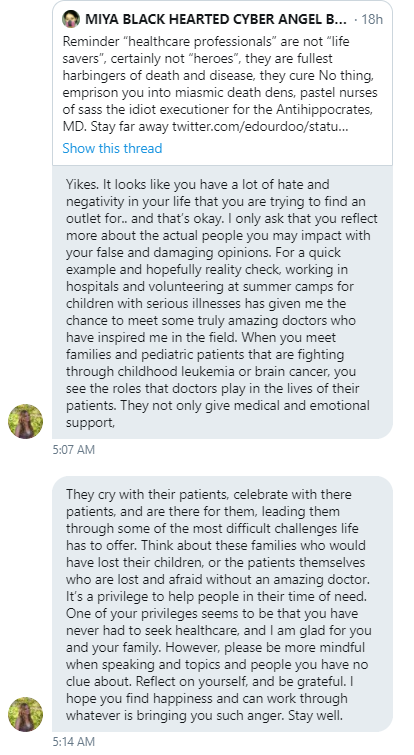 MIYA BLACK HEARTED CYBER ANGEL B... · 18h
Reminder “healthcare professionals” are not “life
savers”, certainly not “heroes”, they are fullest
harbingers of death and disease, they cure No thing,
emprison you into miasmic death dens, pastel nurses
of sass the idiot executioner for the Antihippocrates,
MD. Stay far away twitter.com/edourdoo/statu...
Show this thread
Yikes. It looks like you have a lot of hate and
negativity in your life that you are trying to find an
outlet for.. and that’s okay. I only ask that you reflect
more about the actual people you may impact with
your false and damaging opinions. For a quick
example and hopefully reality check, working in
hospitals and volunteering at summer camps for
children with serious illnesses has given me the
chance to meet some truly amazing doctors who
have inspired me in the field. When you meet
families and pediatric patients that are fighting
through childhood leukemia or brain cancer, you
see the roles that doctors play in the lives of their
patients. They not only give medical and emotional
support,
5:07 AM
They cry with their patients, celebrate with there
patients, and are there for them, leading them
through some of the most difficult challenges life
has to offer. Think about these families who would
have lost their children, or the patients themselves
who are lost and afraid without an amazing doctor.
It’s a privilege to help people in their time of need.
One of your privileges seems to be that you have
never had to seek healthcare, and I am glad for you
and your family. However, please be more mindful
when speaking and topics and people you have no
clue about. Reflect on yourself, and be grateful. I
hope you find happiness and can work through
whatever is bringing you such anger. Stay well.
5:14 AM